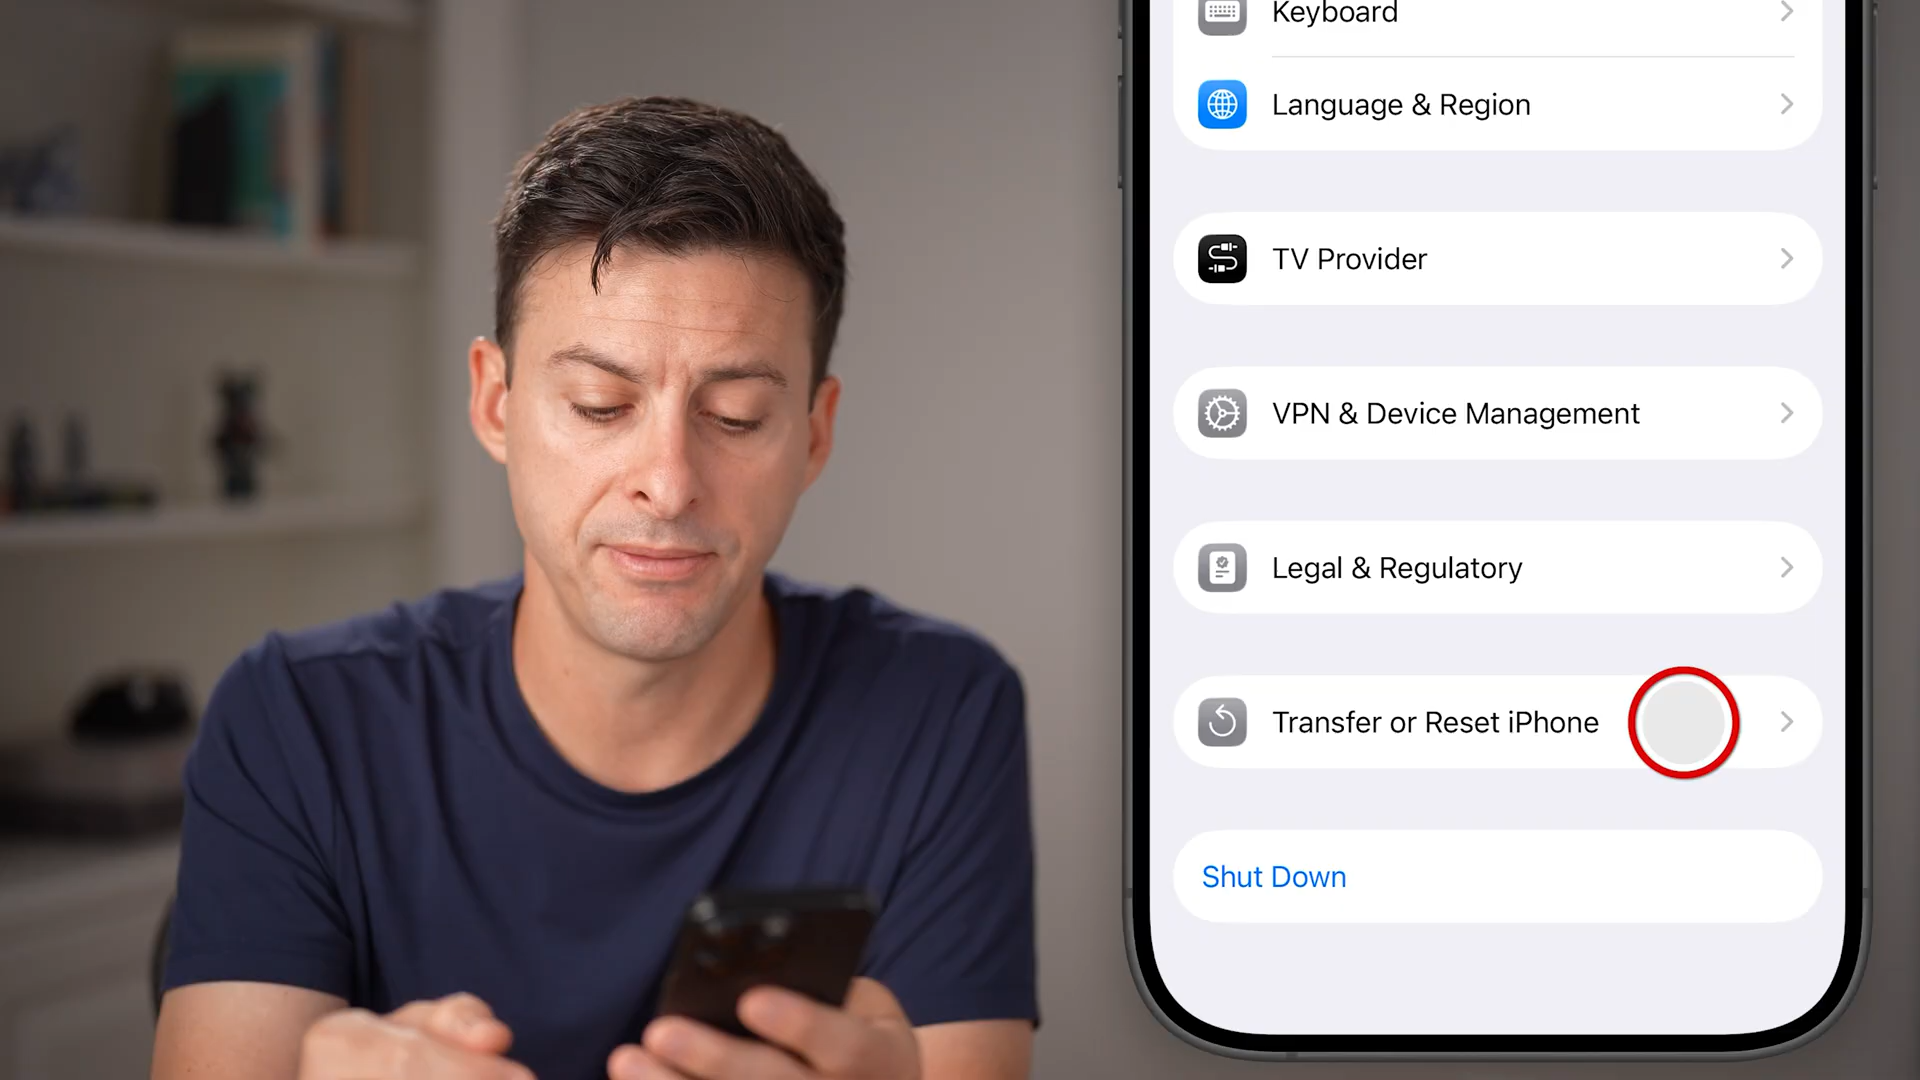 Keyboard
Language & Region
TV Provider
VPN & Device Management
Legal & Regulatory
Transfer or Reset iPhone
Shut Down